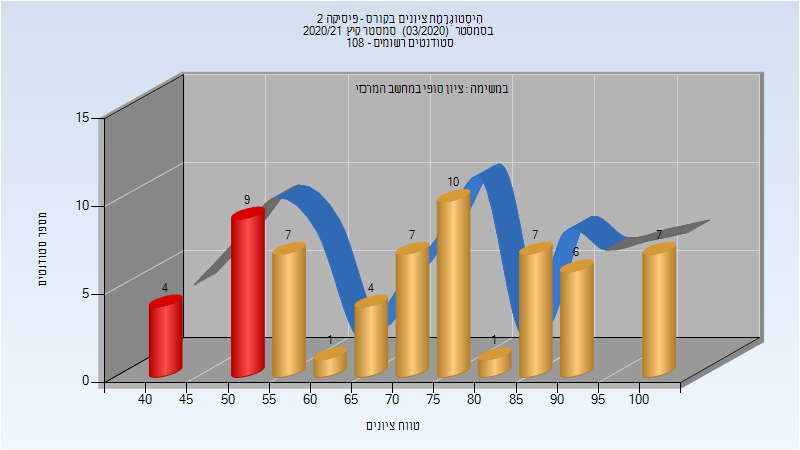 היסטוגרמת ציונים בקורס - פיסיקה 2
בסמסטר (03/2020) סמסטר קיץ 2020/21
סטודנטים רשומים - 108
במשימה : ציון סופי במחשב המרכזי
מספר סטודנטים
15
10
5
0
4
9
7
1
4
7
10
1
7
6
7
40 45 50 55 60 65 70 75 80 85 90 95 100
טווח ציונים